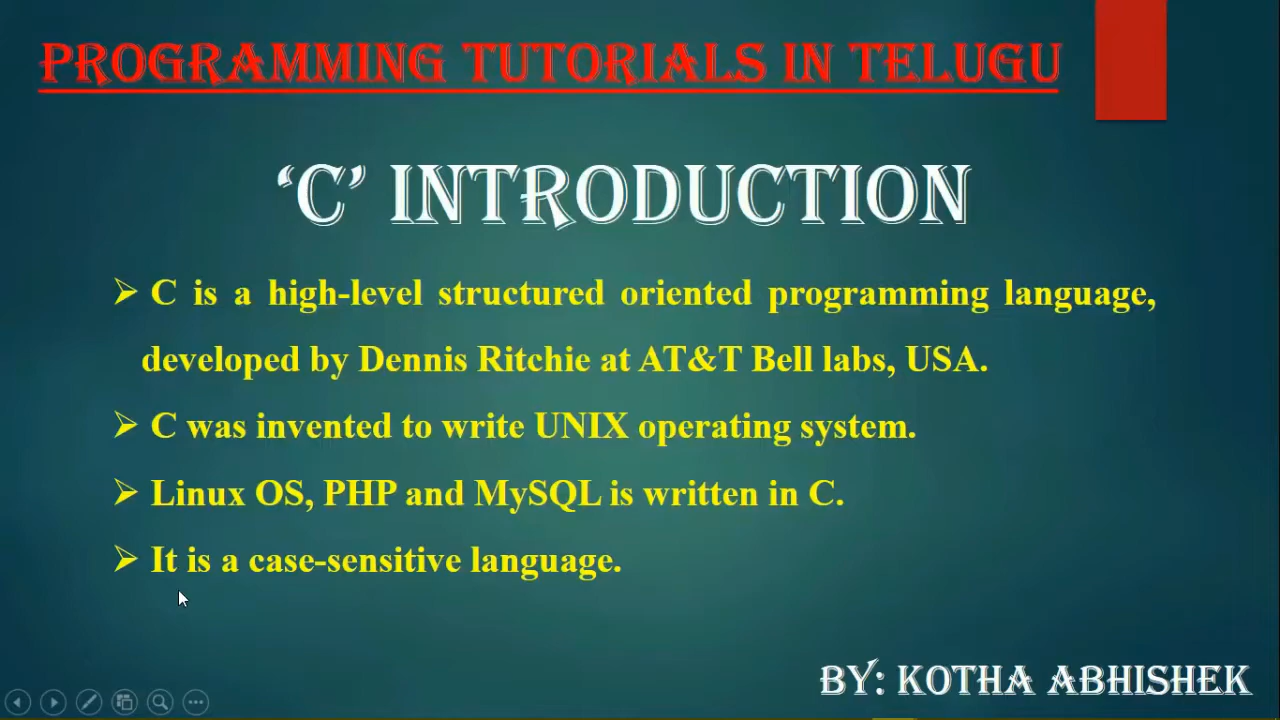 PROGRAMMING TUTORIALS IN TELUGU
‘C’ INTRODUCTION
➢ C is a high-level structured oriented programming language,
developed by Dennis Ritchie at AT&T Bell labs, USA.
➢ C was invented to write UNIX operating system.
➢ Linux OS, PHP and MySQL is written in C.
➢ It is a case-sensitive language.
BY: KOTHA ABHISHEK